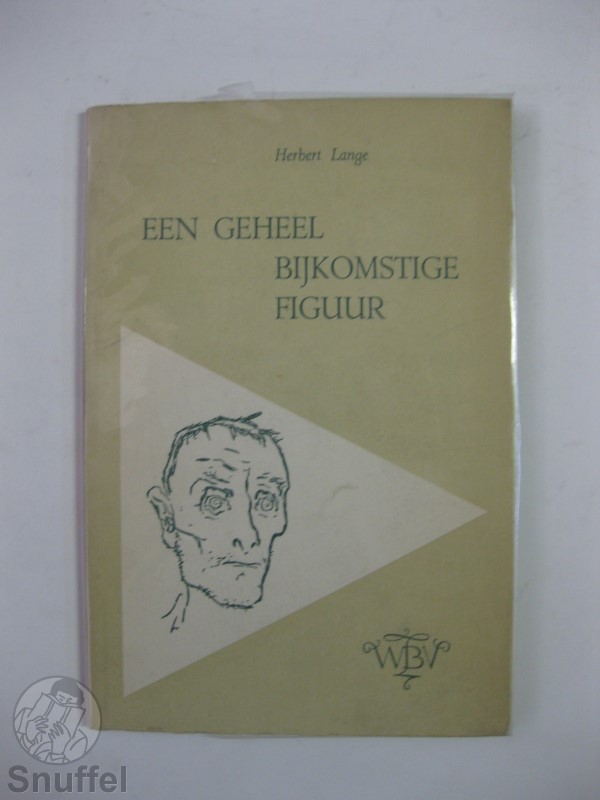 Herbert Lange
EEN GEHEEL
BIJKOMSTIGE
FIGUUR
WBV
Snuffel